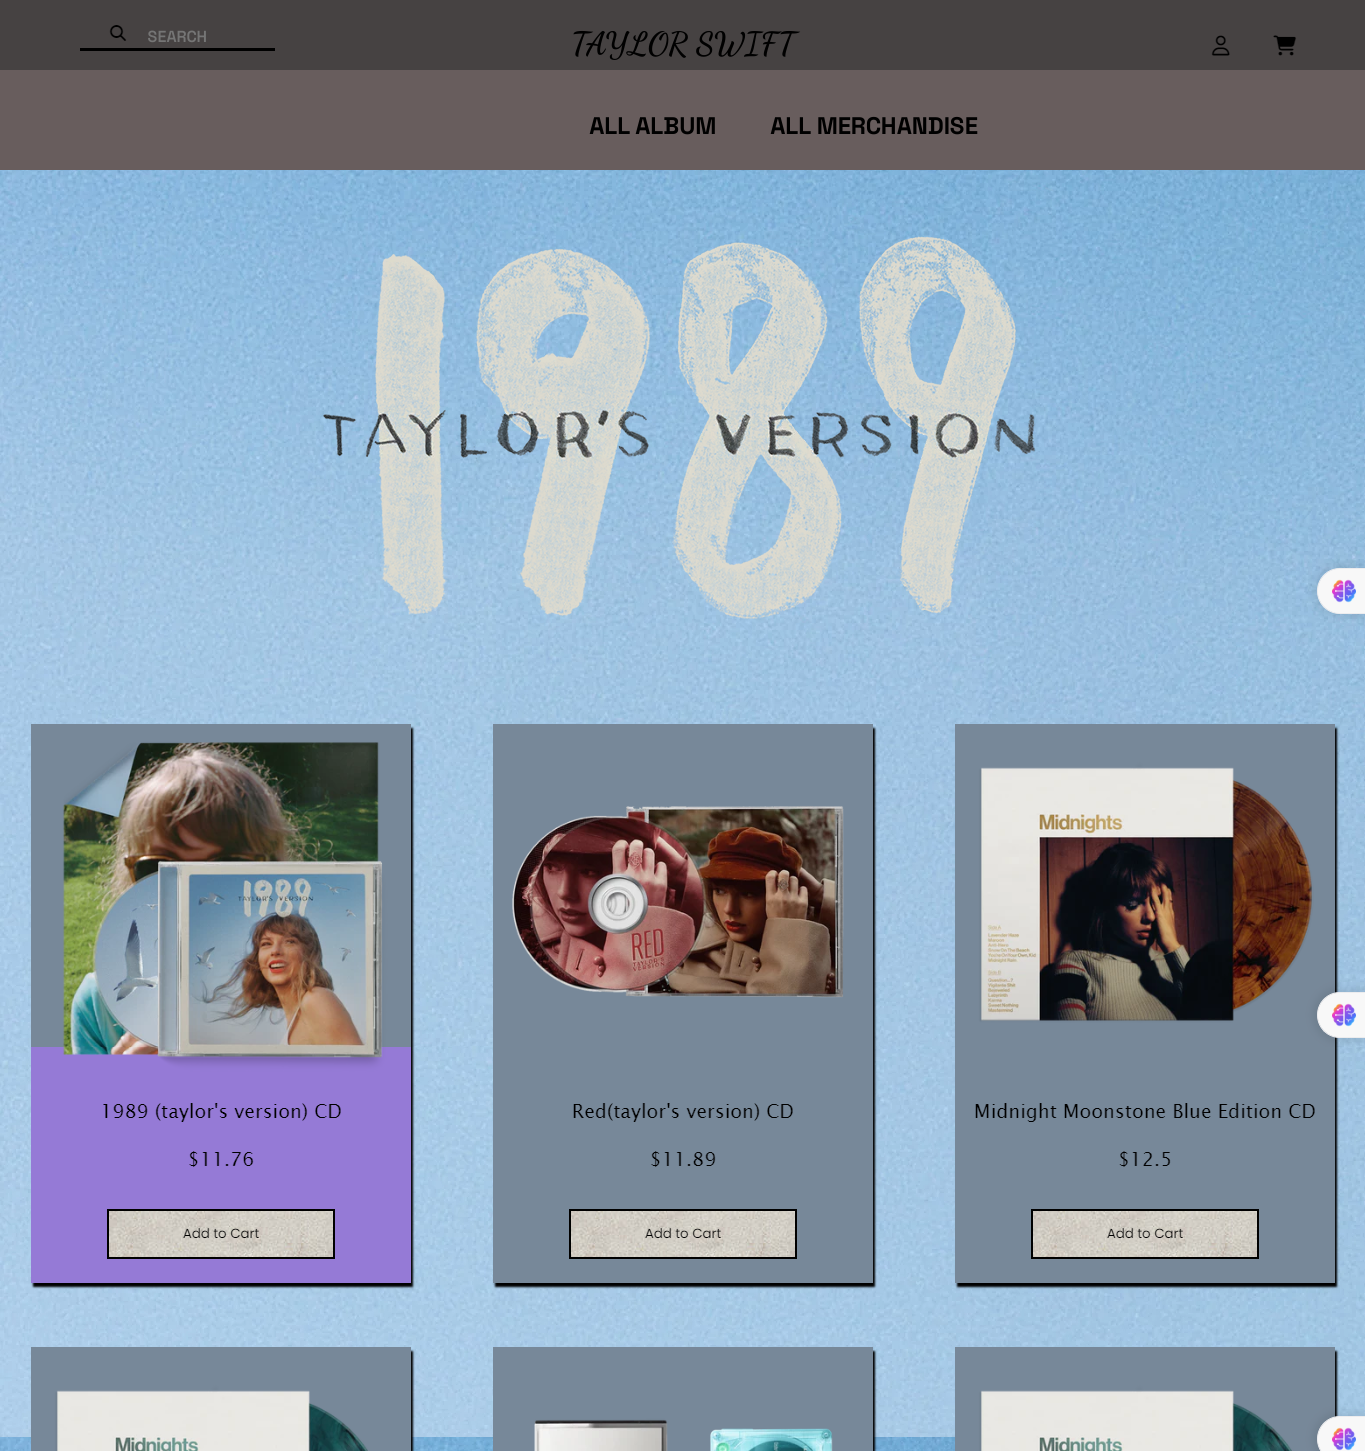 SEARCH
TAYLOR SWIFT
ALL ALBUM
ALL MERCHANDISE
1989
TAYLOR'S VERSION
1989
TAYLOR'S VERSION
RED
TAYLOR'S
VERSION
Midnights
1989 (taylor's version) CD
$11.76
Add to Cart
Red(taylor's version) CD
$11.89
Add to Cart
Midnight Moonstone Blue Edition CD
$12.5
Add to Cart
Midnights
Midnights